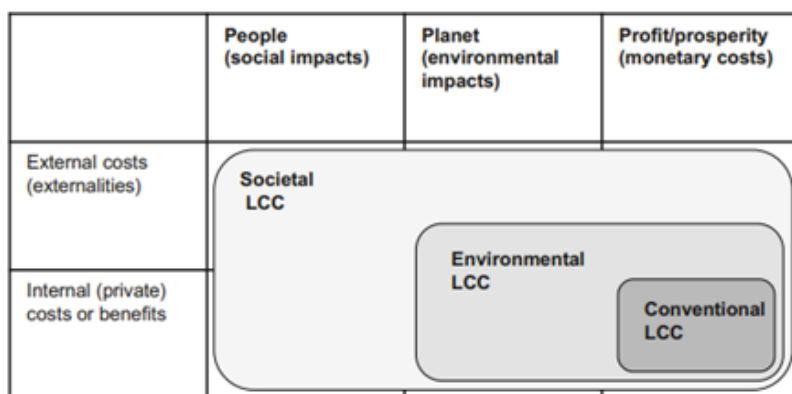 People
(social impacts)
Planet
(environmental
impacts)
Profit/prosperity
(monetary costs)
External costs
(externalities)
Societal
LCC
Environmental
LCC
Internal (private)
costs or benefits
Conventional
LCC